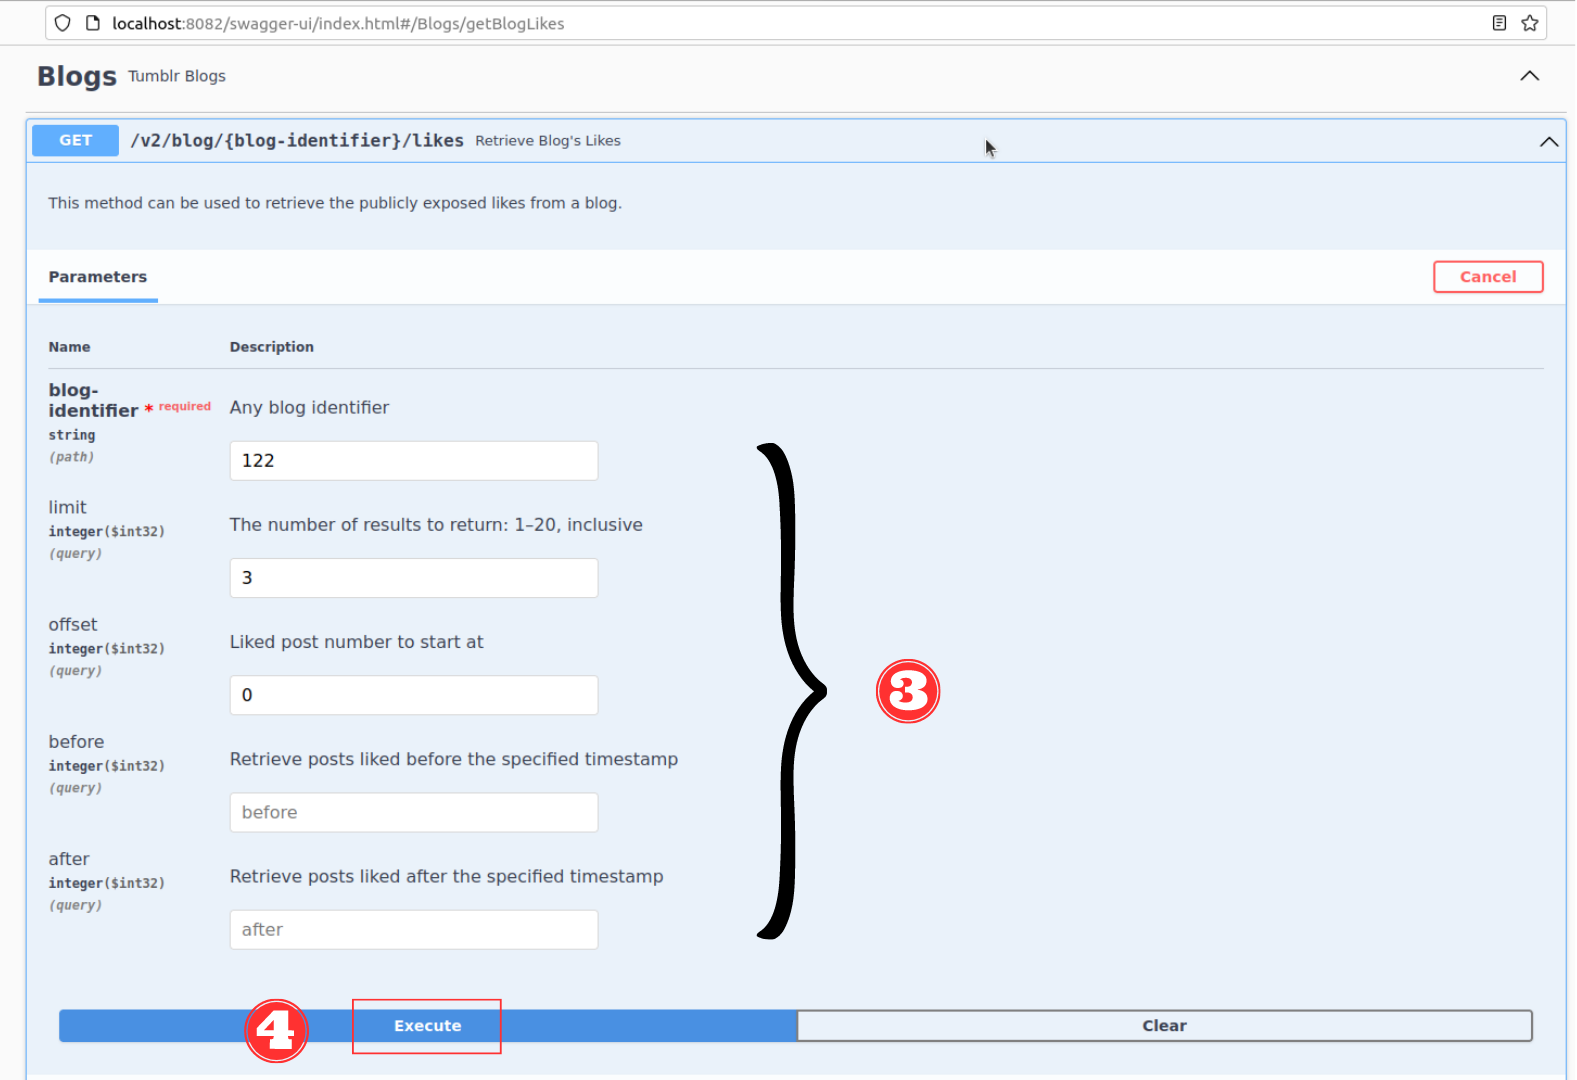 localhost:8082/swagger-ui/index.html#/Blogs/getBlogLikes
Blogs Tumblr Blogs
GET /v2/blog/{blog-identifier}/likes Retrieve Blog's Likes
This method can be used to retrieve the publicly exposed likes from a blog.
Parameters Cancel
Name Description
blog-
identifier * required
string
(path)
Any blog identifier
122
limit
integer($int32)
(query)
The number of results to return: 1–20, inclusive
3
offset
integer($int32)
(query)
Liked post number to start at
0
before
integer($int32)
(query)
Retrieve posts liked before the specified timestamp
before
after
integer($int32)
(query)
Retrieve posts liked after the specified timestamp
after
3
4 Execute Clear